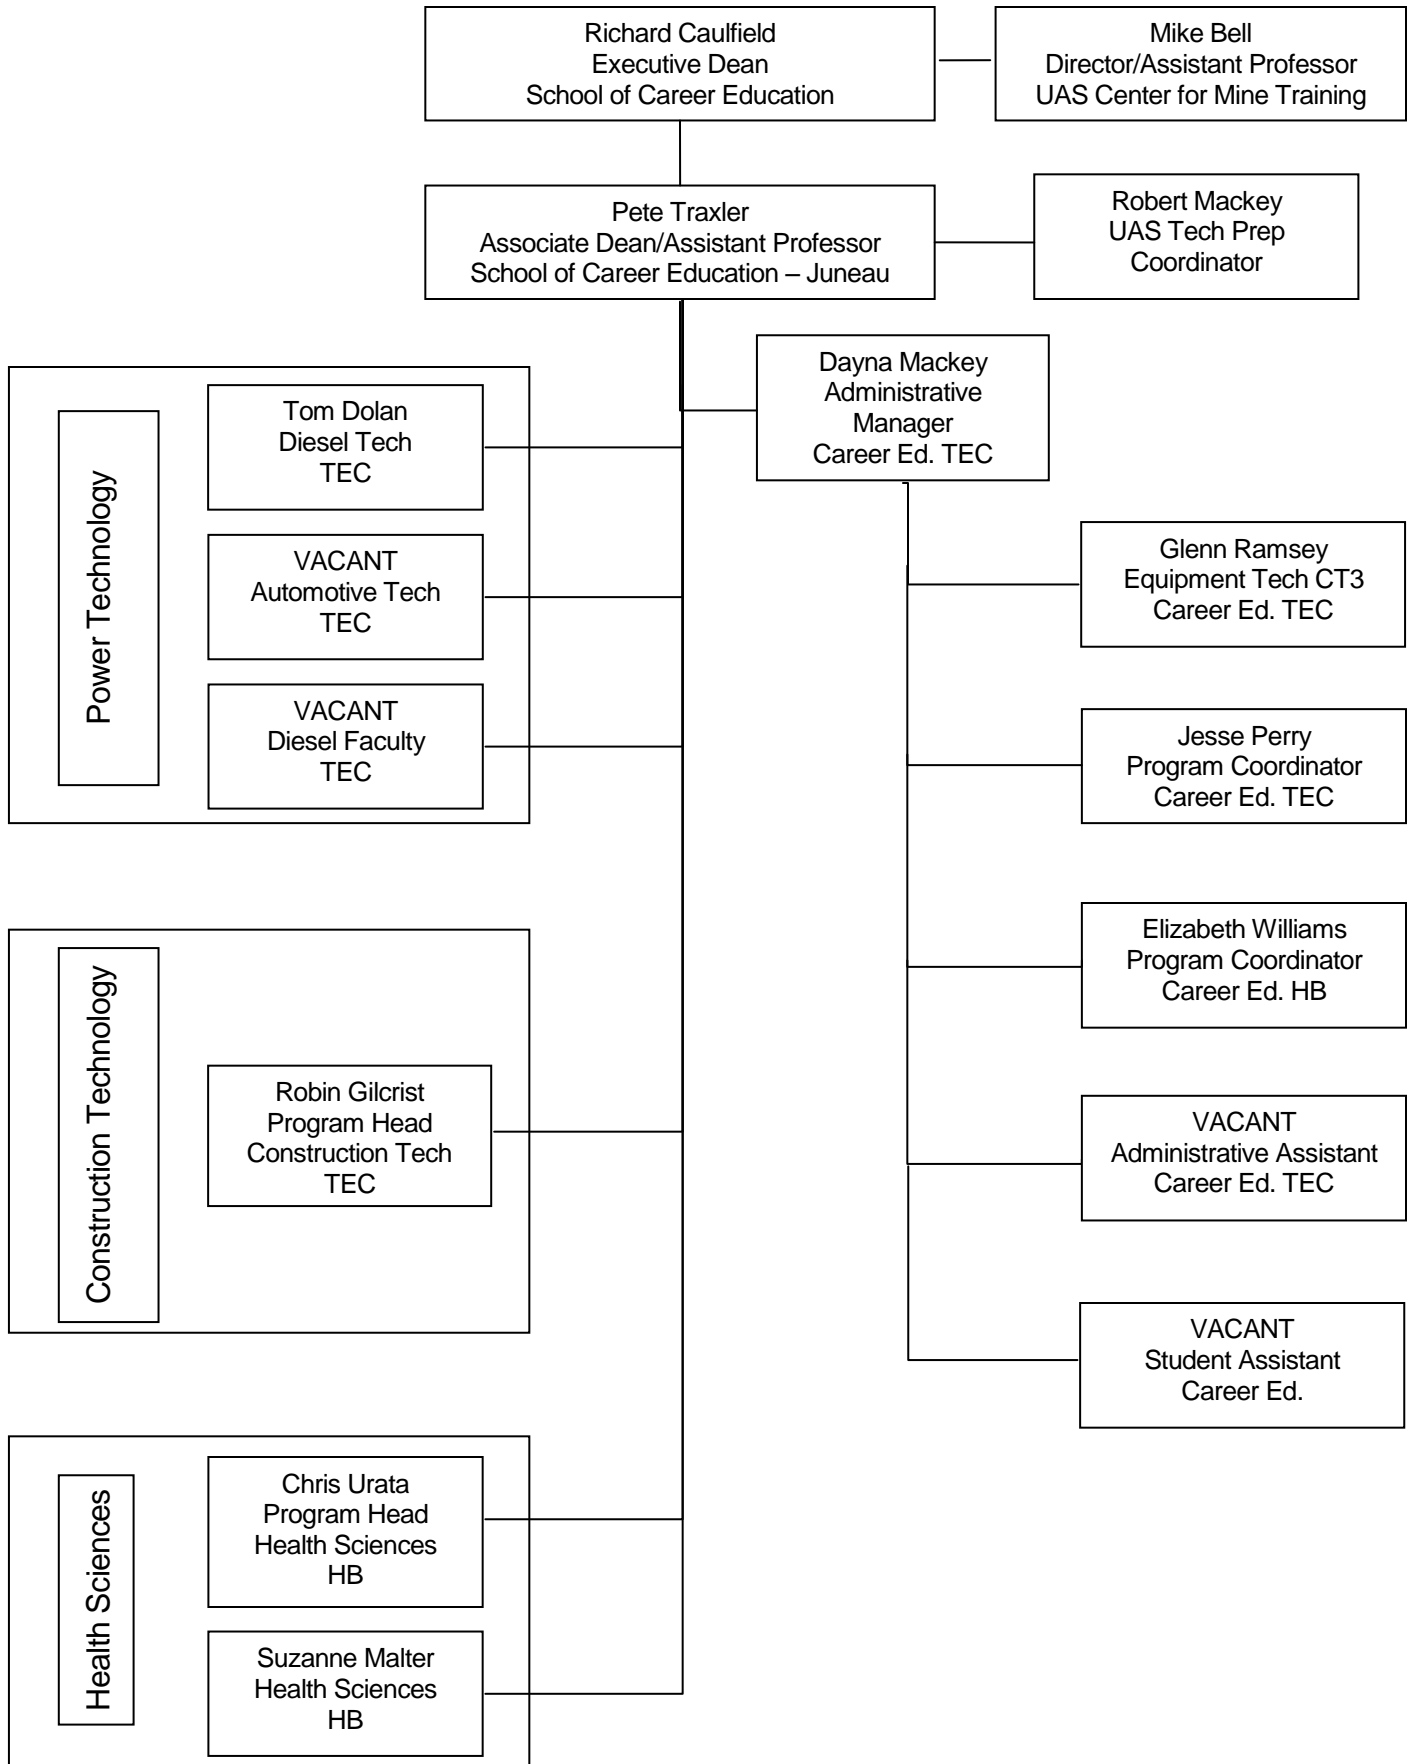 Richard Caulfield
Executive Dean
School of Career Education
Mike Bell
Director/Assistant Professor
UAS Center for Mine Training
Pete Traxler
Associate Dean/Assistant Professor
School of Career Education – Juneau
Robert Mackey
UAS Tech Prep
Coordinator
Dayna Mackey
Administrative
Manager
Career Ed. TEC
Power Technology
Tom Dolan
Diesel Tech
TEC
VACANT
Automotive Tech
TEC
VACANT
Diesel Faculty
TEC
Glenn Ramsey
Equipment Tech CT3
Career Ed. TEC
Jesse Perry
Program Coordinator
Career Ed. TEC
Elizabeth Williams
Program Coordinator
Career Ed. HB
VACANT
Administrative Assistant
Career Ed. TEC
VACANT
Student Assistant
Career Ed.
Construction Technology
Robin Gilcrist
Program Head
Construction Tech
TEC
Health Sciences
Chris Urata
Program Head
Health Sciences
HB
Suzanne Malter
Health Sciences
HB